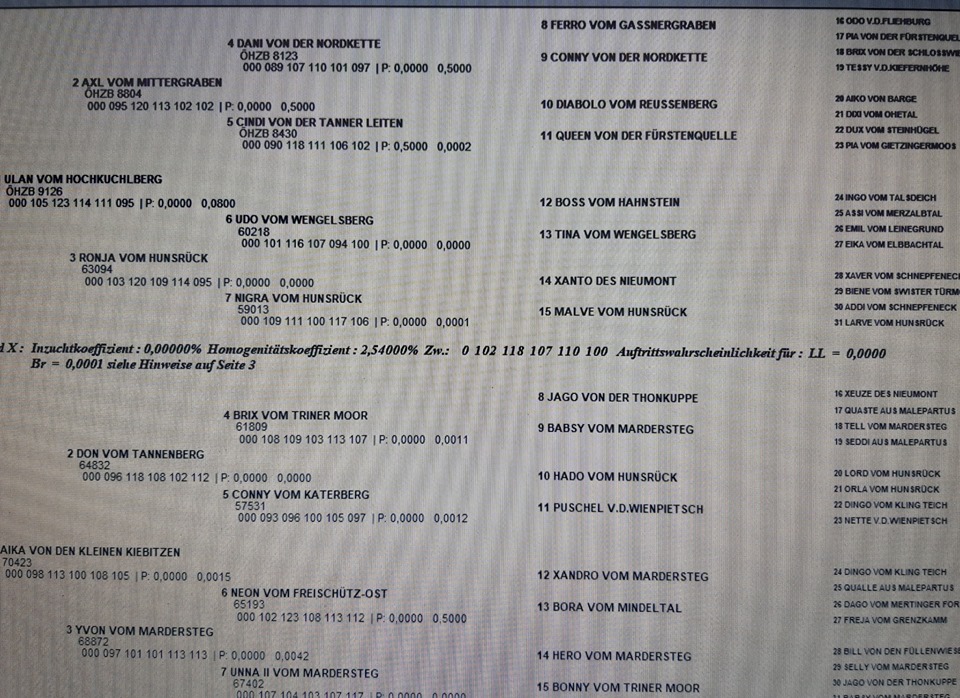 8 FERRO VOM GASSNERGRABEN
16 ODO V.D.FLIEHBURG
17 PIA VON DER FÜRSTENQUEL
4 DANI VON DER NORDKETTE
ÖHZB 8123
000 089 107 110 101 097 | P: 0,0000 0,5000
9 CONNY VON DER NORDKETTE
18 BRIX VON DER SCHLOSSWIE
19 TESSY V.D.KIEFERNHÖHE
2 AXL VOM MITTERGRABEN
ÖHZB 8804
000 095 120 113 102 102 | P: 0,0000 0,5000
10 DIABOLO VOM REUSSENBERG
20 AIKO VON BARGE
21 DIXI VOM OHETAL
5 CINDI VON DER TANNER LEITEN
ÖHZB 8430
000 090 118 111 106 102 | P: 0,5000 0,0002
11 QUEEN VON DER FÜRSTENQUELLE
22 DUX VOM STEINHÜGEL
23 PIA VOM GIETZINGERMOOS
ULAN VOM HOCHKUCHLBERG
ÖHZB 9126
000 105 123 114 111 095 | P: 0,0000 0,0800
12 BOSS VOM HAHNSTEIN
24 INGO VOM TALSDEICH
25 ASSI VOM MERZALBTAL
6 UDO VOM WENGELSBERG
60218
000 101 116 107 094 100 | P: 0,0000 0,0000
13 TINA VOM WENGELSBERG
26 EMIL VOM LEINEGRUND
27 EIKA VOM ELBBACHTAL
3 RONJA VOM HUNSRÜCK
63094
000 103 120 109 114 095 | P: 0,0000 0,0000
14 XANTO DES NIEUMONT
28 XAVER VOM SCHNEPFENECK
29 BIENE VOM SWISTER TÜRM
7 NIGRA VOM HUNSRÜCK
59013
000 109 111 100 117 106 | P: 0,0000 0,0001
15 MALVE VOM HUNSRÜCK
30 ADDI VOM SCHNEPFENECK
31 LARVE VOM HUNSRÜCK
X : Inzuchtkoeffizient : 0,00000% Homogenitätskoeffizient : 2,54000% Zw.: 0 102 118 107 110 100 Auftrittswahrscheinlichkeit für : LL = 0,0000
Br = 0,0001 siehe Hinweise auf Seite 3
8 JAGO VON DER THONKUPPE
16 XEUZE DES NIEUMONT
17 QUASTE AUS MALEPARTUS
4 BRIX VOM TRINER MOOR
61809
000 108 109 103 113 107 | P: 0,0000 0,0011
9 BABSY VOM MARDERSTEG
18 TELL VOM MARDERSTEG
19 SEDDI AUS MALEPARTUS
2 DON VOM TANNENBERG
64832
000 096 118 108 102 112 | P: 0,0000 0,0000
10 HADO VOM HUNSRÜCK
20 LORD VOM HUNSRÜCK
21 ORLA VOM HUNSRÜCK
5 CONNY VOM KATERBERG
57531
000 093 096 100 105 097 | P: 0,0000 0,0012
11 PUSCHEL V.D.WIENPIETSCH
22 DINGO VOM KLING TEICH
23 NETTE V.D.WIENPIETSCH
AIKA VON DEN KLEINEN KIEBITZEN
70423
000 098 113 100 108 105 | P: 0,0000 0,0015
12 XANDRO VOM MARDERSTEG
24 DINGO VOM KLING TEICH
25 QUALLE AUS MALEPARTUS
6 NEON VOM FREISCHÜTZ-OST
65193
000 102 123 108 113 112 | P: 0,0000 0,5000
13 BORA VOM MINDELTAL
26 DAGO VOM MERTINGER FOR
27 FREJA VOM GRENZKAMM
3 YVON VOM MARDERSTEG
68872
000 097 101 101 113 113 | P: 0,0000 0,0042
14 HERO VOM MARDERSTEG
28 BILL VON DEN FÜLLENWIESE
29 SELLY VOM MARDERSTEG
7 UNNA II VOM MARDERSTEG
67402
000 107 104 103 107 117 | P: 0,0000 0,0000
15 BONNY VOM TRINER MOOR
30 JAGO VON DER THONKUPPE